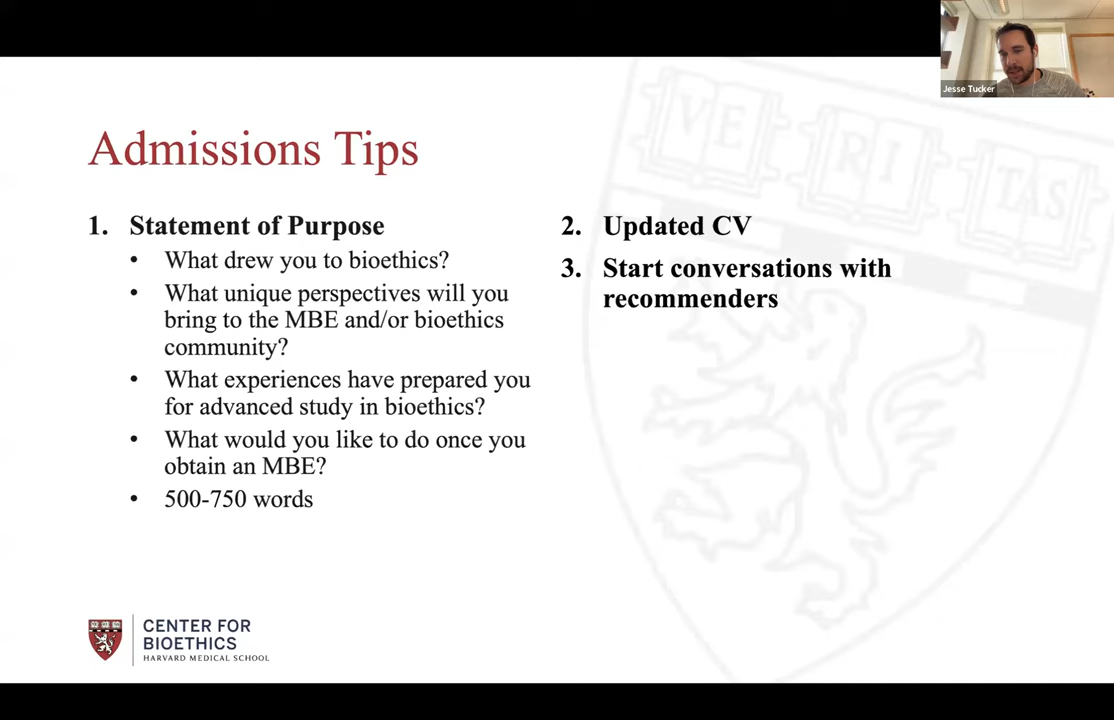 Jesse Tucker
VE RI TAS
Admissions Tips
1. Statement of Purpose
• What drew you to bioethics?
• What unique perspectives will you
bring to the MBE and/or bioethics
community?
• What experiences have prepared you
for advanced study in bioethics?
• What would you like to do once you
obtain an MBE?
• 500-750 words
2. Updated CV
3. Start conversations with
recommenders
CENTER FOR
BIOETHICS
HARVARD MEDICAL SCHOOL